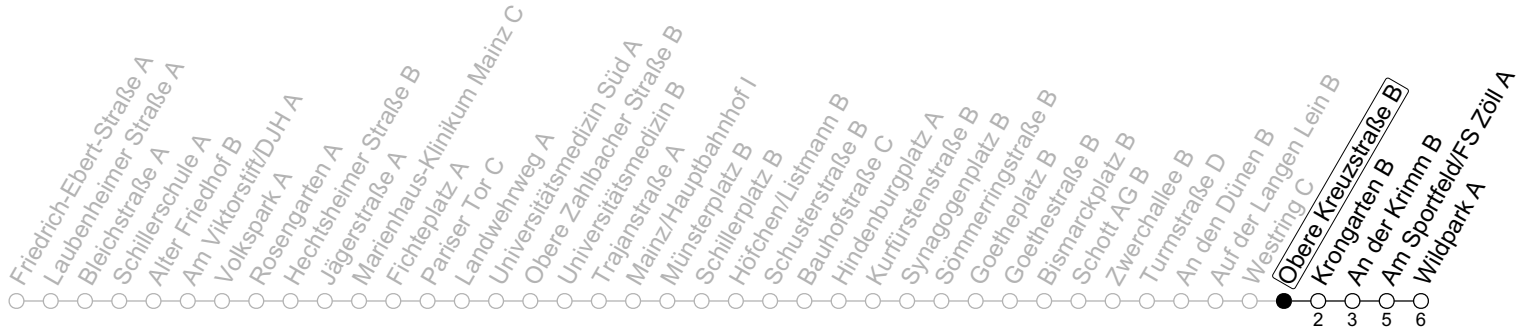 Friedrich-Ebert-Straße A
Laubenheimer Straße A
Bleichstraße A
Schillerschule A
Alter Friedhof B
Am Viktorstift/DJH A
Volkspark A
Rosengarten A
Hechtsheimer Straße B
Jägerstraße A
Marienhaus-Klinikum Mainz C
Fichteplatz A
Pariser Tor C
Landwehrweg A
Universitätsmedizin Süd A
Obere Zahlbacher Straße B
Universitätsmedizin B
Trajanstraße A
Mainz/Hauptbahnhof I
Münsterplatz B
Schillerplatz B
Höfchen/Listmann B
Schusterstraße B
Bauhofstraße C
Hindenburgplatz A
Kurfürstenstraße B
Synagogenplatz B
Sömmerringstraße B
Goetheplatz B
Goethestraße B
Bismarckplatz B
Schott AG B
Zwerchallee B
Turmstraße D
An den Dünen B
Auf der Langen Lein B
Westring C
Obere Kreuzstraße B
Kromgarten B
An der Krimm B
Am Sportfeld/FS Zöll A
Wildpark A
2 3 5 6